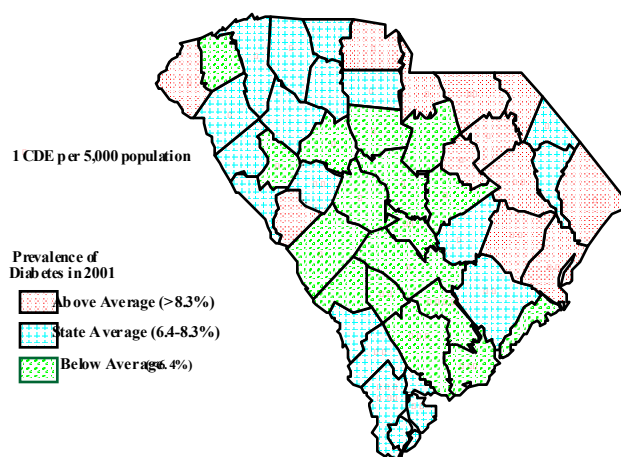 1 CDE per 5,000 population
Prevalence of
Diabetes in 2001
Above Average (>8.3%)
State Average (6.4-8.3%)
Below Average